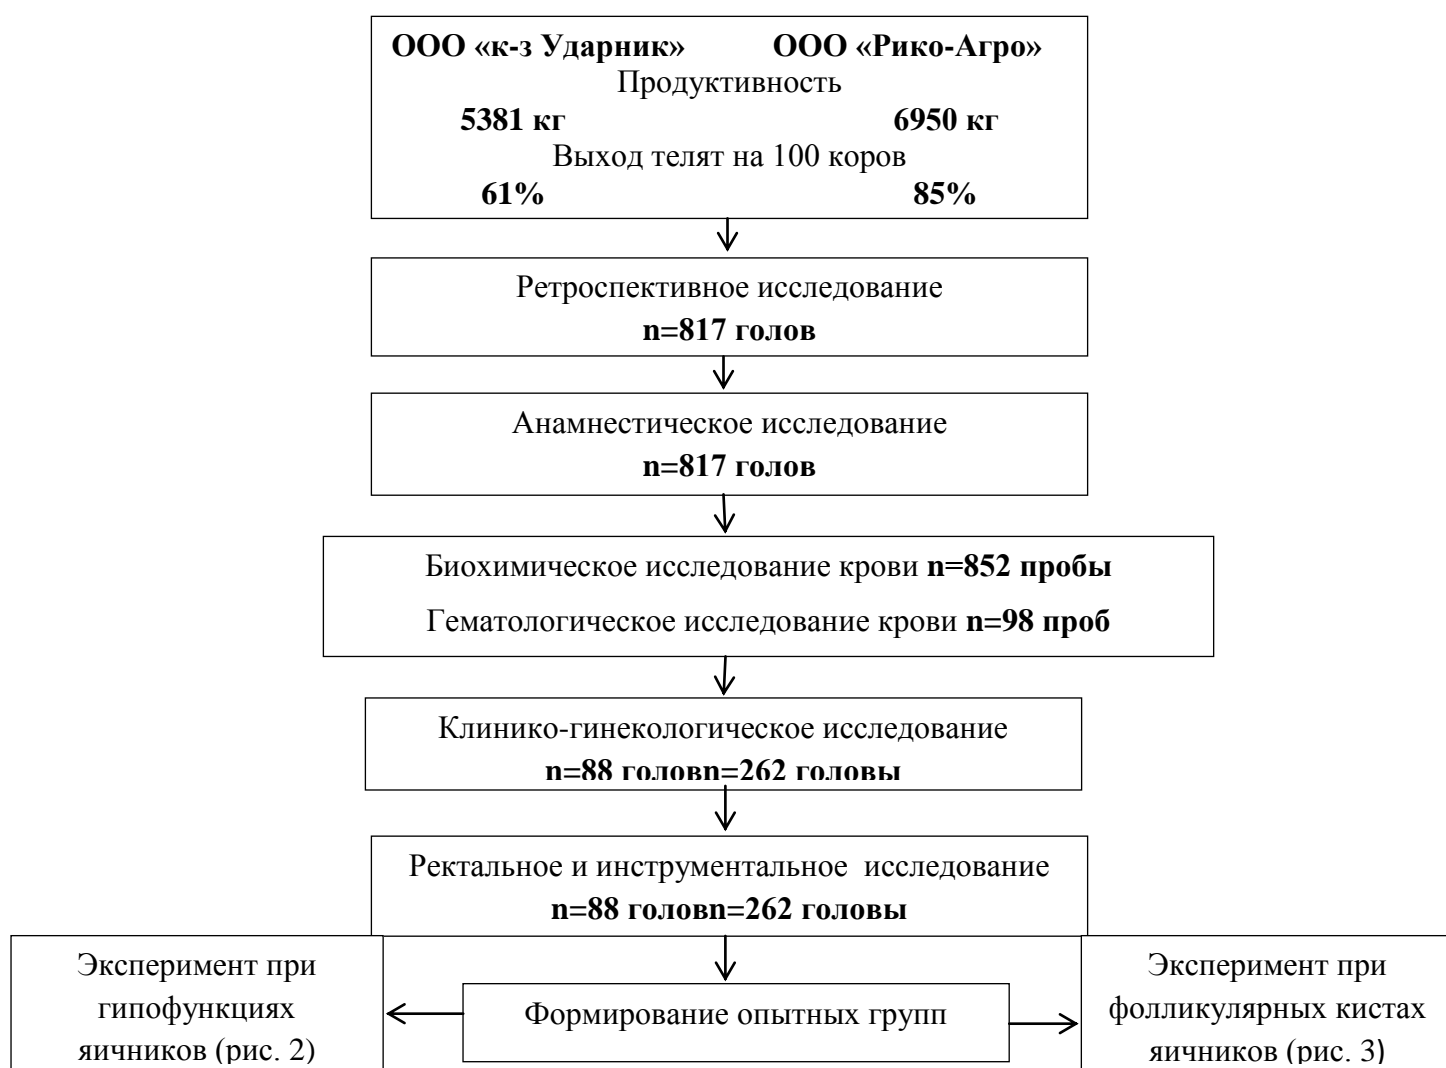 ООО «к-з Ударник» ООО «Рико-Агро»
Продуктивность
5381 кг 6950 кг
Выход телят на 100 коров
61% 85%
Ретроспективное исследование
n=817 голов
Анамнестическое исследование
n=817 голов
Биохимическое исследование крови n=852 пробы
Гематологическое исследование крови n=98 проб
Клинико-гинекологическое исследование
n=88 головn=262 головы
Ректальное и инструментальное исследование
n=88 головn=262 головы
Эксперимент при
гипофункциях
яичников (рис. 2)
Формирование опытных групп
Эксперимент при
фолликулярных кистах
яичников (рис. 3)